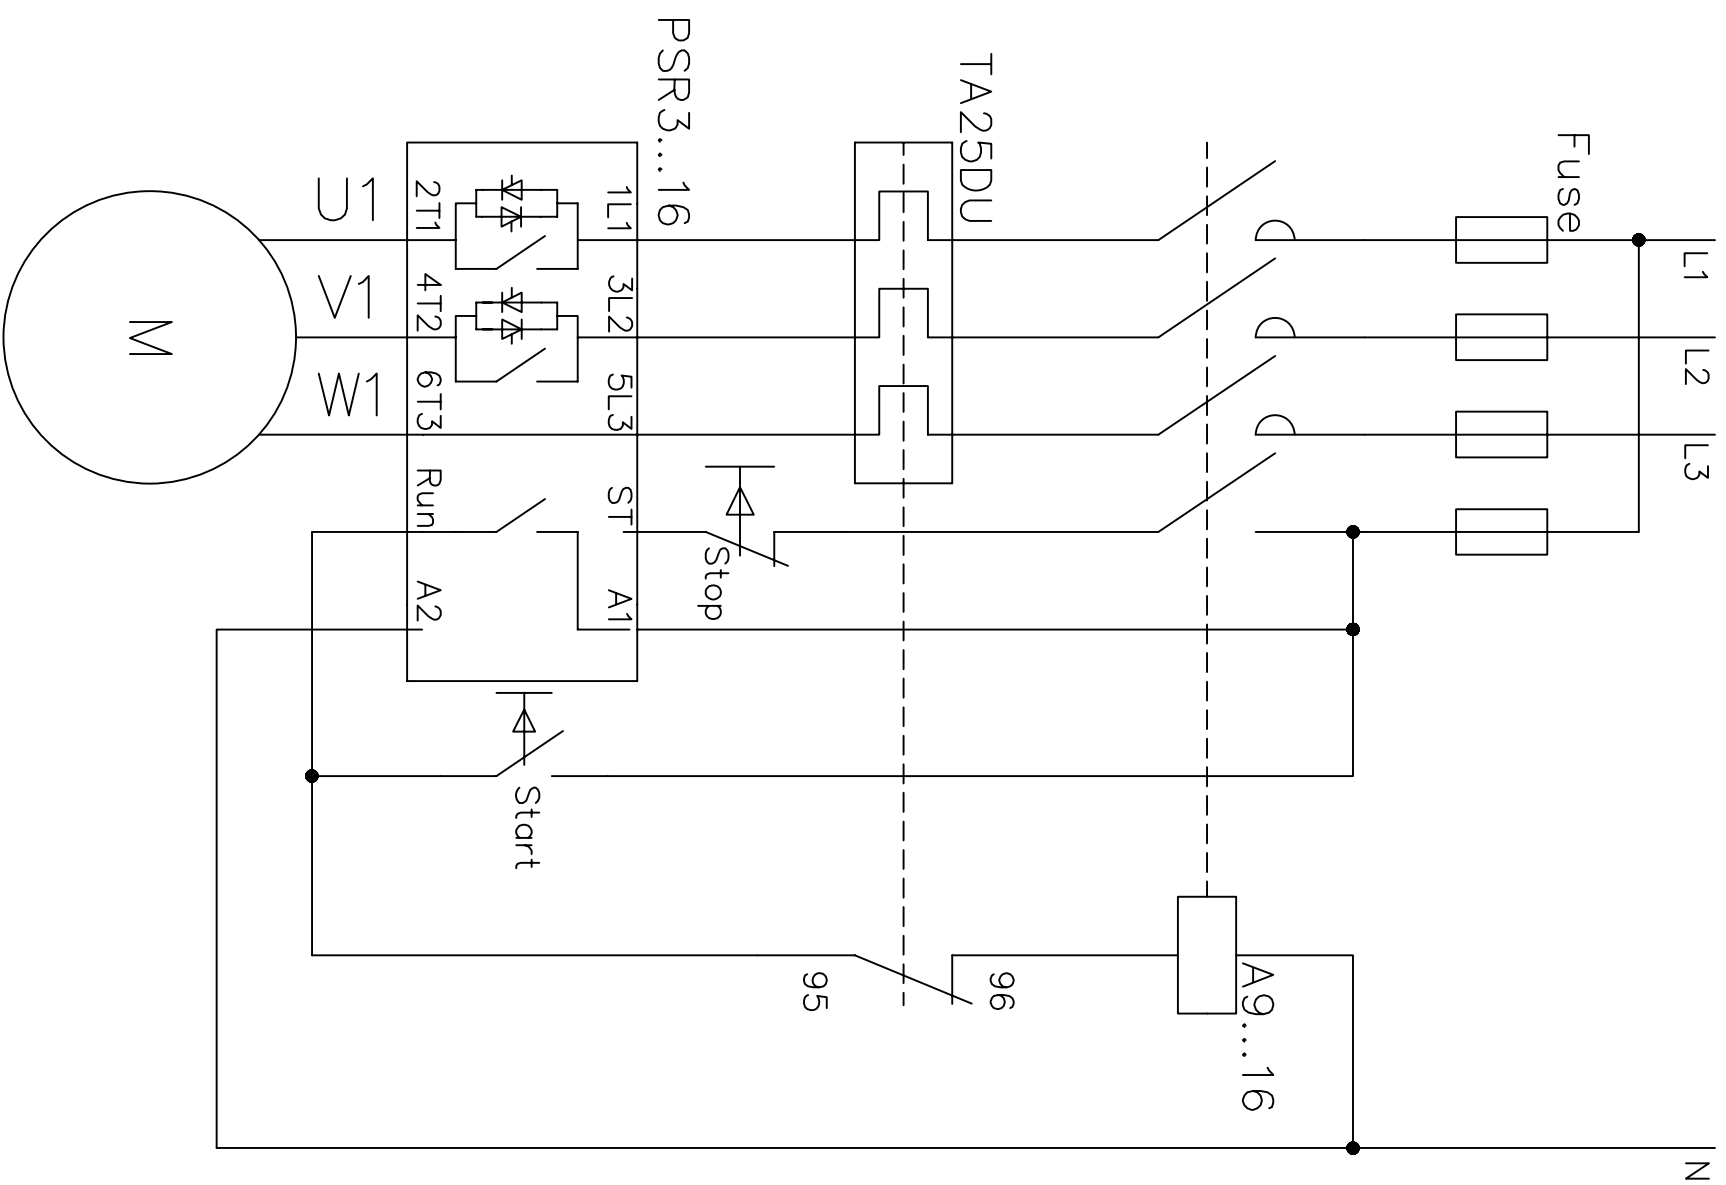 L1
L2
L3
N
Fuse
A9...16
TA25DU
96
95
Stop
PSR3...16
1L1
3L2
5L3
ST
A1
Start
2T1
4T2
6T3
Run
A2
U1
V1
W1
M